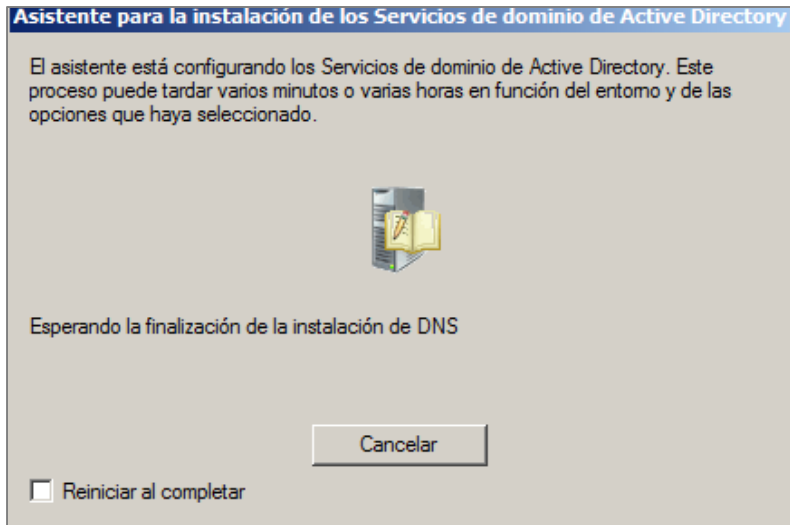 Asistente para la instalación de los Servicios de dominio de Active Directory
El asistente está configurando los Servicios de dominio de Active Directory. Este
proceso puede tardar varios minutos o varias horas en función del entorno y de las
opciones que haya seleccionado.
Esperando la finalización de la instalación de DNS
Cancelar
Reiniciar al completar